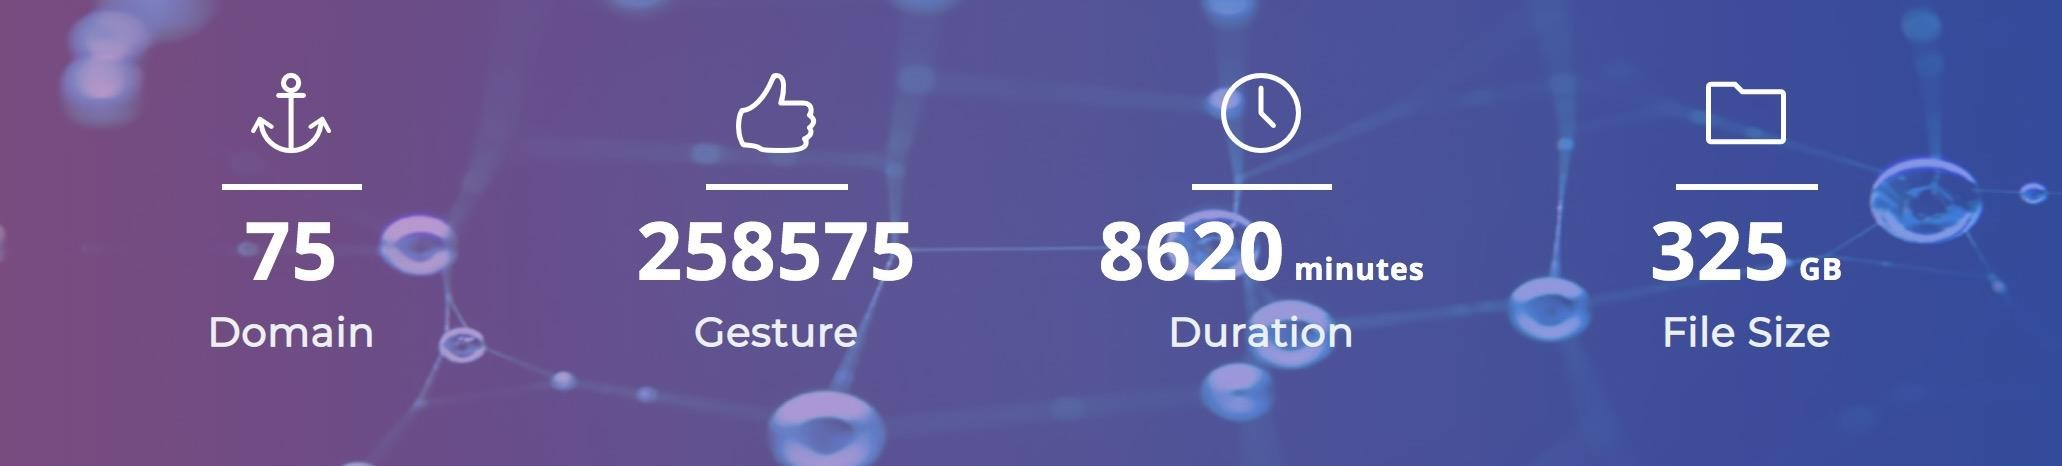 75
258575
8620 minutes
325 GB
Domain
Gesture
Duration
File Size